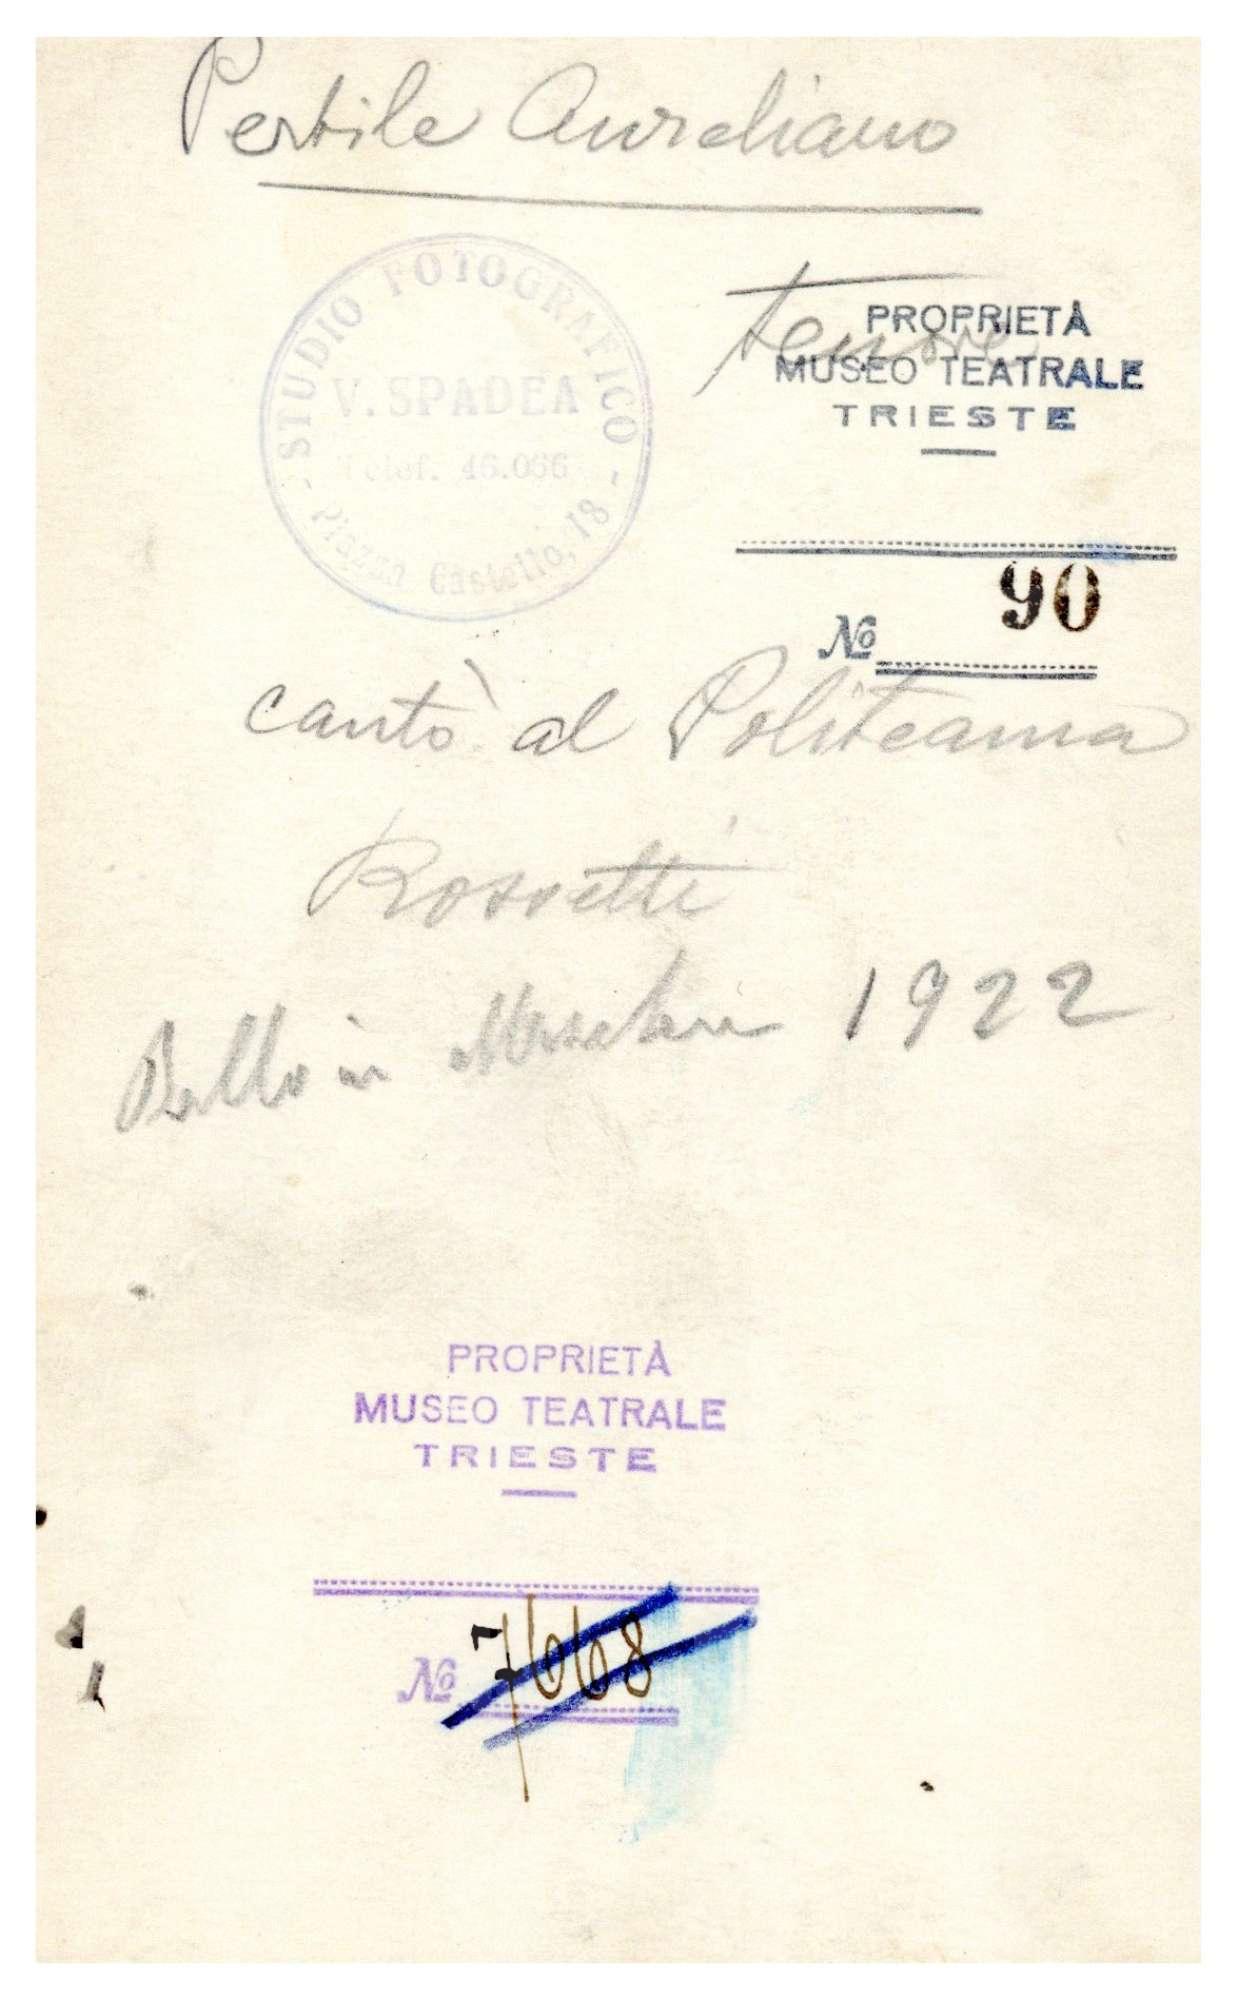 Pertile Aureliano
STUDIO FOTOGRAFICO
V. SPADEA
Telef. 46.066
Piazza Castello, 18
tenore
PROPRIETÀ
MUSEO TEATRALE
TRIESTE
No 90
cantò al Politeama
Rossetti
Ballo in Maschera 1922
PROPRIETÀ
MUSEO TEATRALE
TRIESTE
No 7668